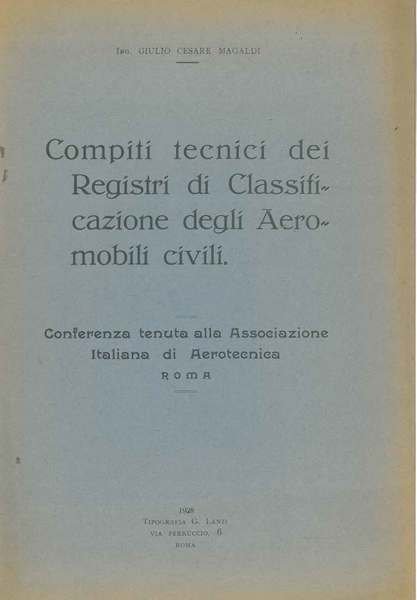 Ing. GIULIO CESARE MAGALDI
Compiti tecnici dei
Registri di Classifi-
cazione degli Aero-
mobili civili.
Conferenza tenuta alla Associazione
Italiana di Aerotecnica
ROMA
1928
Tipografia G. Landi
via Ferruccio, 6
ROMA